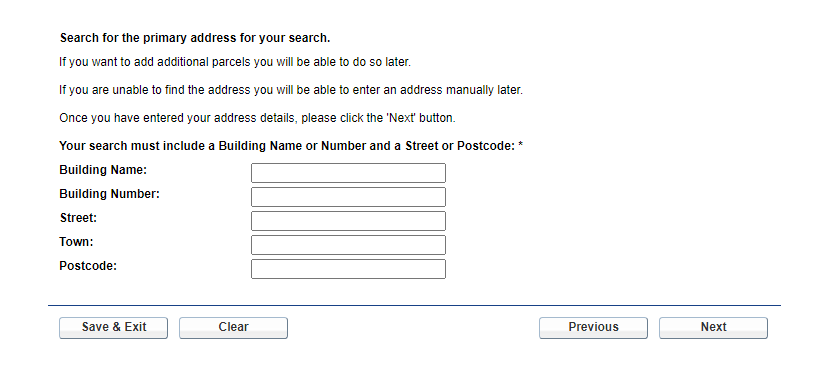 Search for the primary address for your search.
If you want to add additional parcels you will be able to do so later.
If you are unable to find the address you will be able to enter an address manually later.
Once you have entered your address details, please click the 'Next' button.
Your search must include a Building Name or Number and a Street or Postcode: *
Building Name:
Building Number:
Street:
Town:
Postcode:
Save & Exit Clear Previous Next